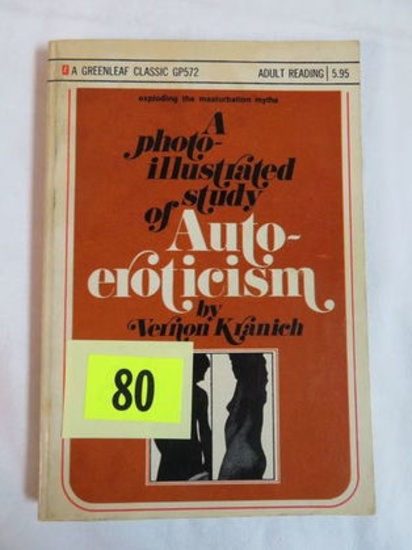 A GREENLEAF CLASSIC GP572 ADULT READING | 5.95
exploding the masturbation myths
A
photo-
illustrated
study
of Auto-
eroticism
by
Vernon Kranich
80